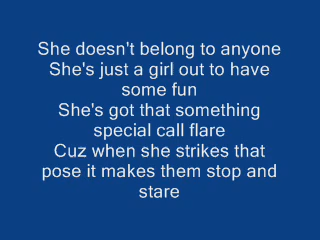 She doesn't belong to anyone
She's just a girl out to have
some fun
She's got that something
special call flare
Cuz when she strikes that
pose it makes them stop and
stare